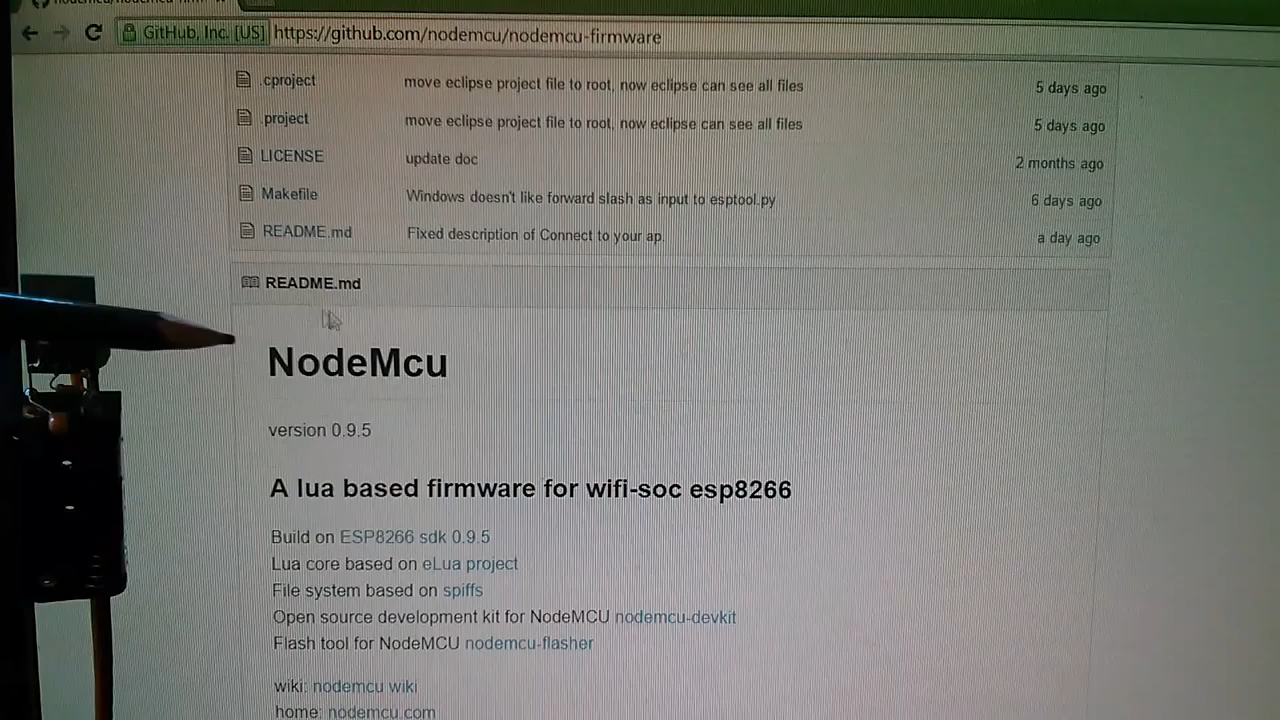 GitHub, Inc. [US] https://github.com/nodemcu/nodemcu-firmware
.cproject move eclipse project file to root, now eclipse can see all files 5 days ago
.project move eclipse project file to root, now eclipse can see all files 5 days ago
LICENSE update doc 2 months ago
Makefile Windows doesn't like forward slash as input to esptool.py 6 days ago
README.md Fixed description of Connect to your ap. a day ago
README.md
NodeMcu
version 0.9.5
A lua based firmware for wifi-soc esp8266
Build on ESP8266 sdk 0.9.5
Lua core based on eLua project
File system based on spiffs
Open source development kit for NodeMCU nodemcu-devkit
Flash tool for NodeMCU nodemcu-flasher
wiki: nodemcu wiki
home: nodemcu.com